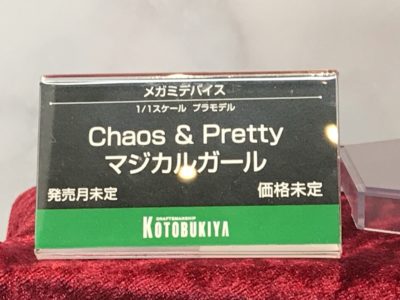 メガミデバイス
1/1スケール プラモデル
Chaos & Pretty
マジカルガール
発売月未定 価格未定
CRAFTSMANSHIP
KOTOBUKIYA